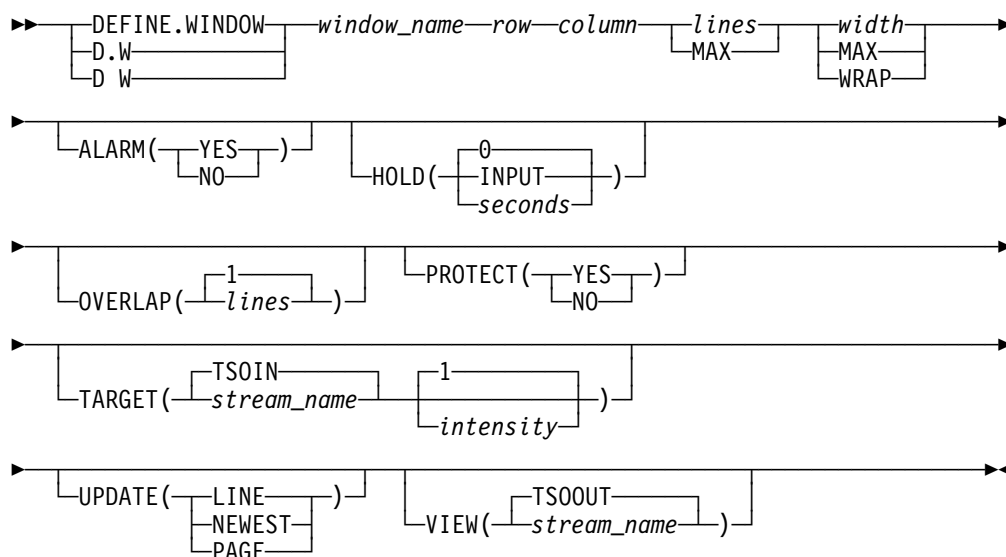 DEFINE.WINDOW window_name row column lines width
D.W MAX MAX
D W WRAP
ALARM( YES ) HOLD( 0 )
NO INPUT
seconds
OVERLAP( 1 ) PROTECT( YES )
lines NO
TARGET( TSOIN 1 )
stream_name
intensity
UPDATE( LINE ) VIEW( TSOOUT )
NEWEST stream_name
PAGE